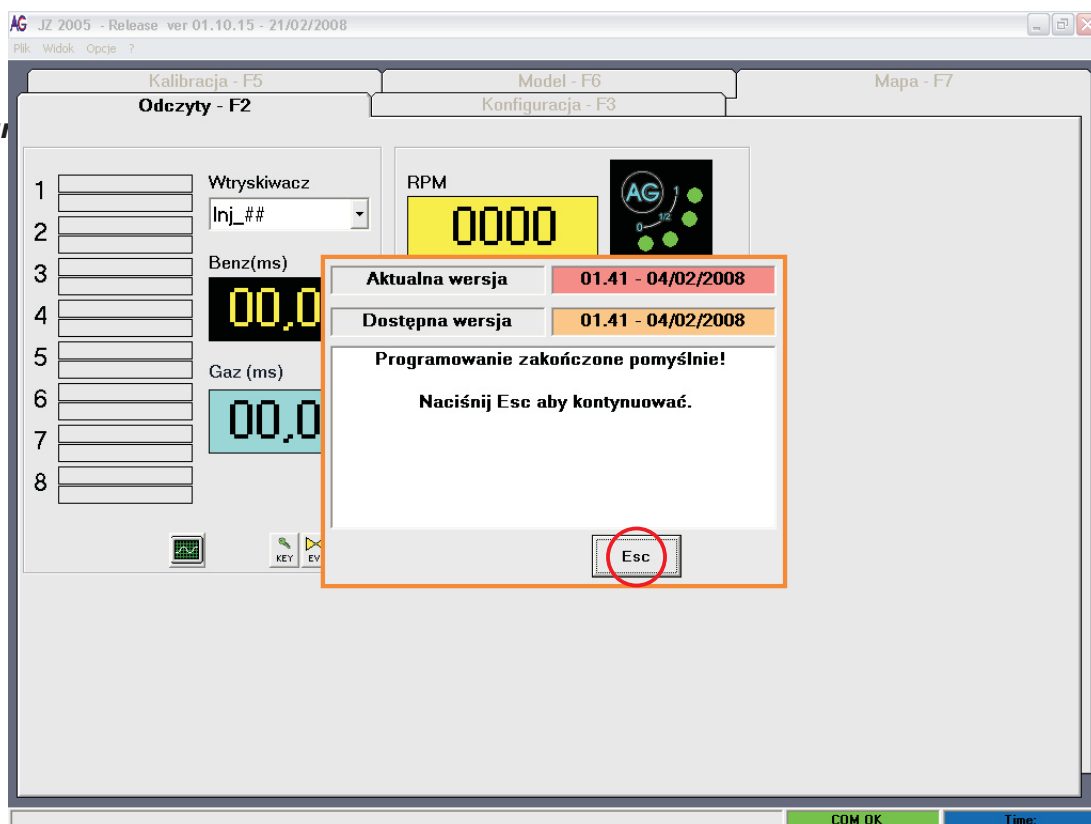 AG JZ 2005 - Release ver 01.10.15 - 21/02/2008
Plik Widok Opcje ?
Kalibracja - F5 Model - F6 Mapa - F7
Odczyty - F2 Konfiguracja - F3
1
2
3
4
5
6
7
8
Wtryskiwacz
Inj_##
Benz(ms)
00,0
Gaz (ms)
00,0
KEY EV
RPM
0000
AG 1
0 1/2
Aktualna wersja 01.41 - 04/02/2008
Dostępna wersja 01.41 - 04/02/2008
Programowanie zakończone pomyślnie!
Naciśnij Esc aby kontynuować.
Esc
COM OK Time: